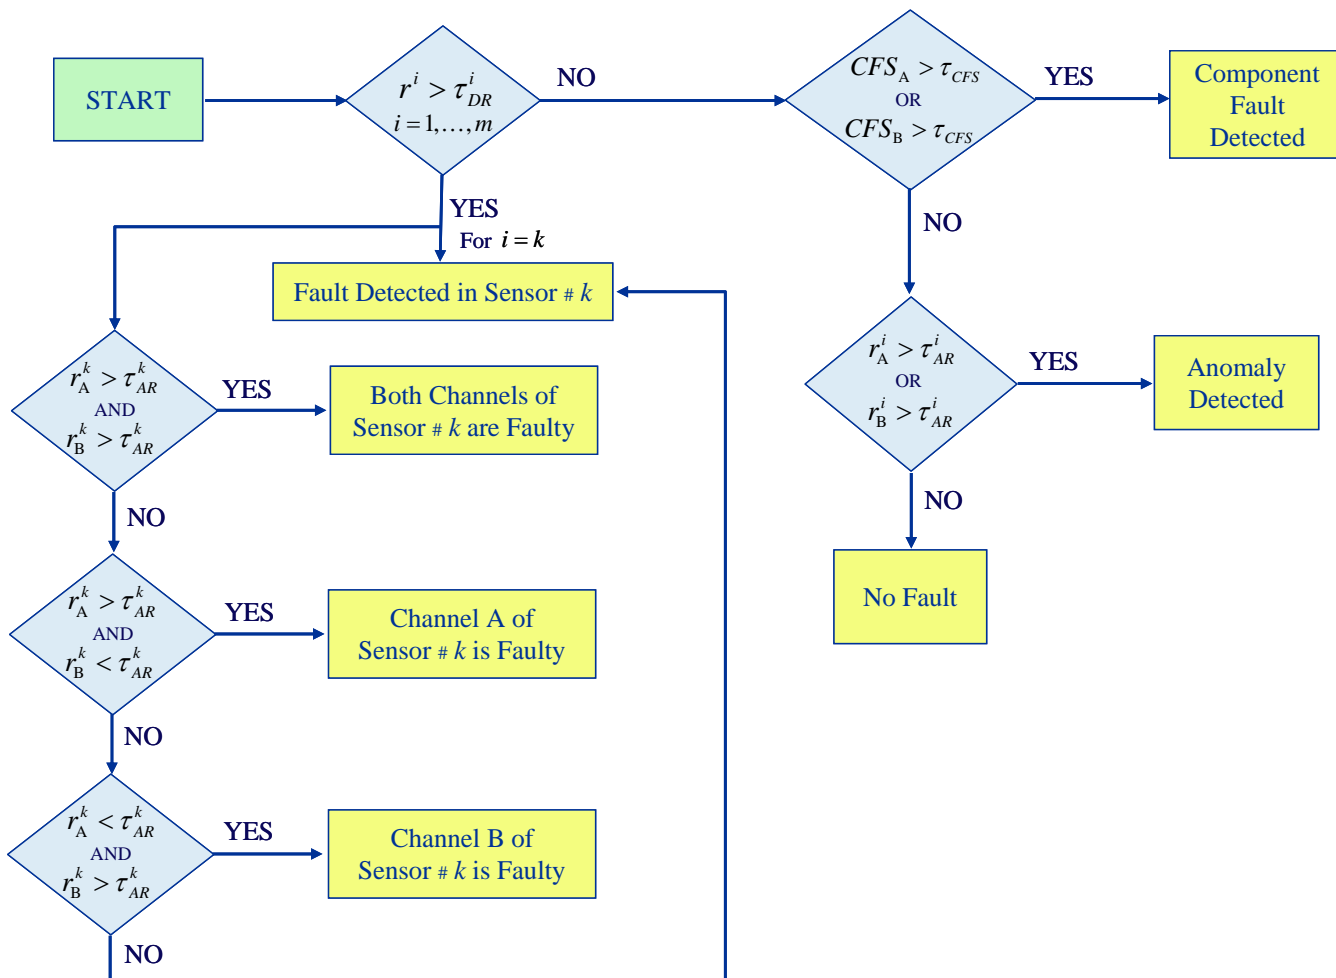 START
r^i > τ^i_DR
i = 1,…,m
NO
CFS_A > τ_CFS
OR
CFS_B > τ_CFS
YES
Component
Fault
Detected
YES
For i = k
NO
Fault Detected in Sensor # k
r^k_A > τ^k_AR
AND
r^k_B > τ^k_AR
YES
Both Channels of
Sensor # k are Faulty
r^i_A > τ^i_AR
OR
r^i_B > τ^i_AR
YES
Anomaly
Detected
NO
NO
r^k_A > τ^k_AR
AND
r^k_B < τ^k_AR
YES
Channel A of
Sensor # k is Faulty
No Fault
NO
r^k_A < τ^k_AR
AND
r^k_B > τ^k_AR
YES
Channel B of
Sensor # k is Faulty
NO